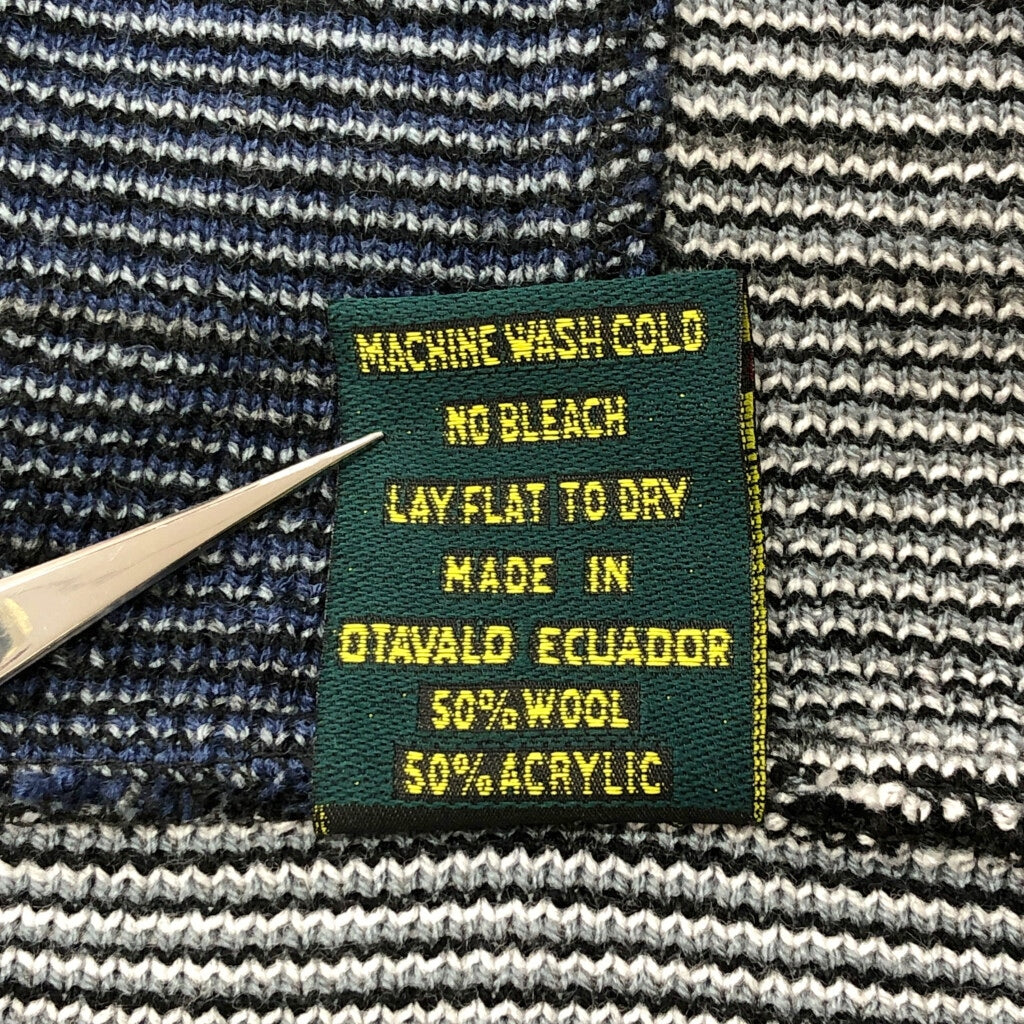 MACHINE WASH COLD
NO BLEACH
LAY FLAT TO DRY
MADE IN
OTAVALO ECUADOR
50% WOOL
50% ACRYLIC